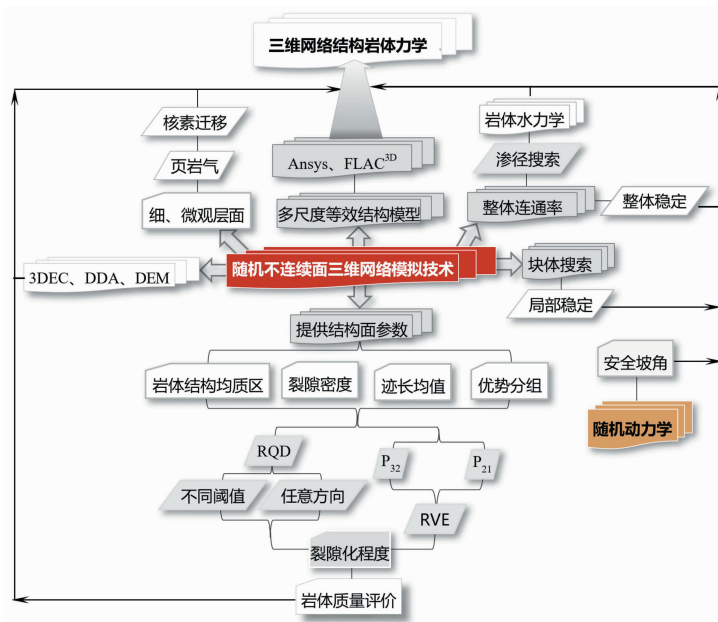 三维网络结构岩体力学
核素迁移
岩体水力学
页岩气
Ansys、FLAC3D
渗径搜索
细、微观层面
多尺度等效结构模型
整体连通率
整体稳定
3DEC、DDA、DEM
随机不连续面三维网络模拟技术
块体搜索
局部稳定
提供结构面参数
岩体结构均质区
裂隙密度
迹长均值
优势分组
安全坡角
随机动力学
RQD
P32
P21
不同阈值
任意方向
RVE
裂隙化程度
岩体质量评价